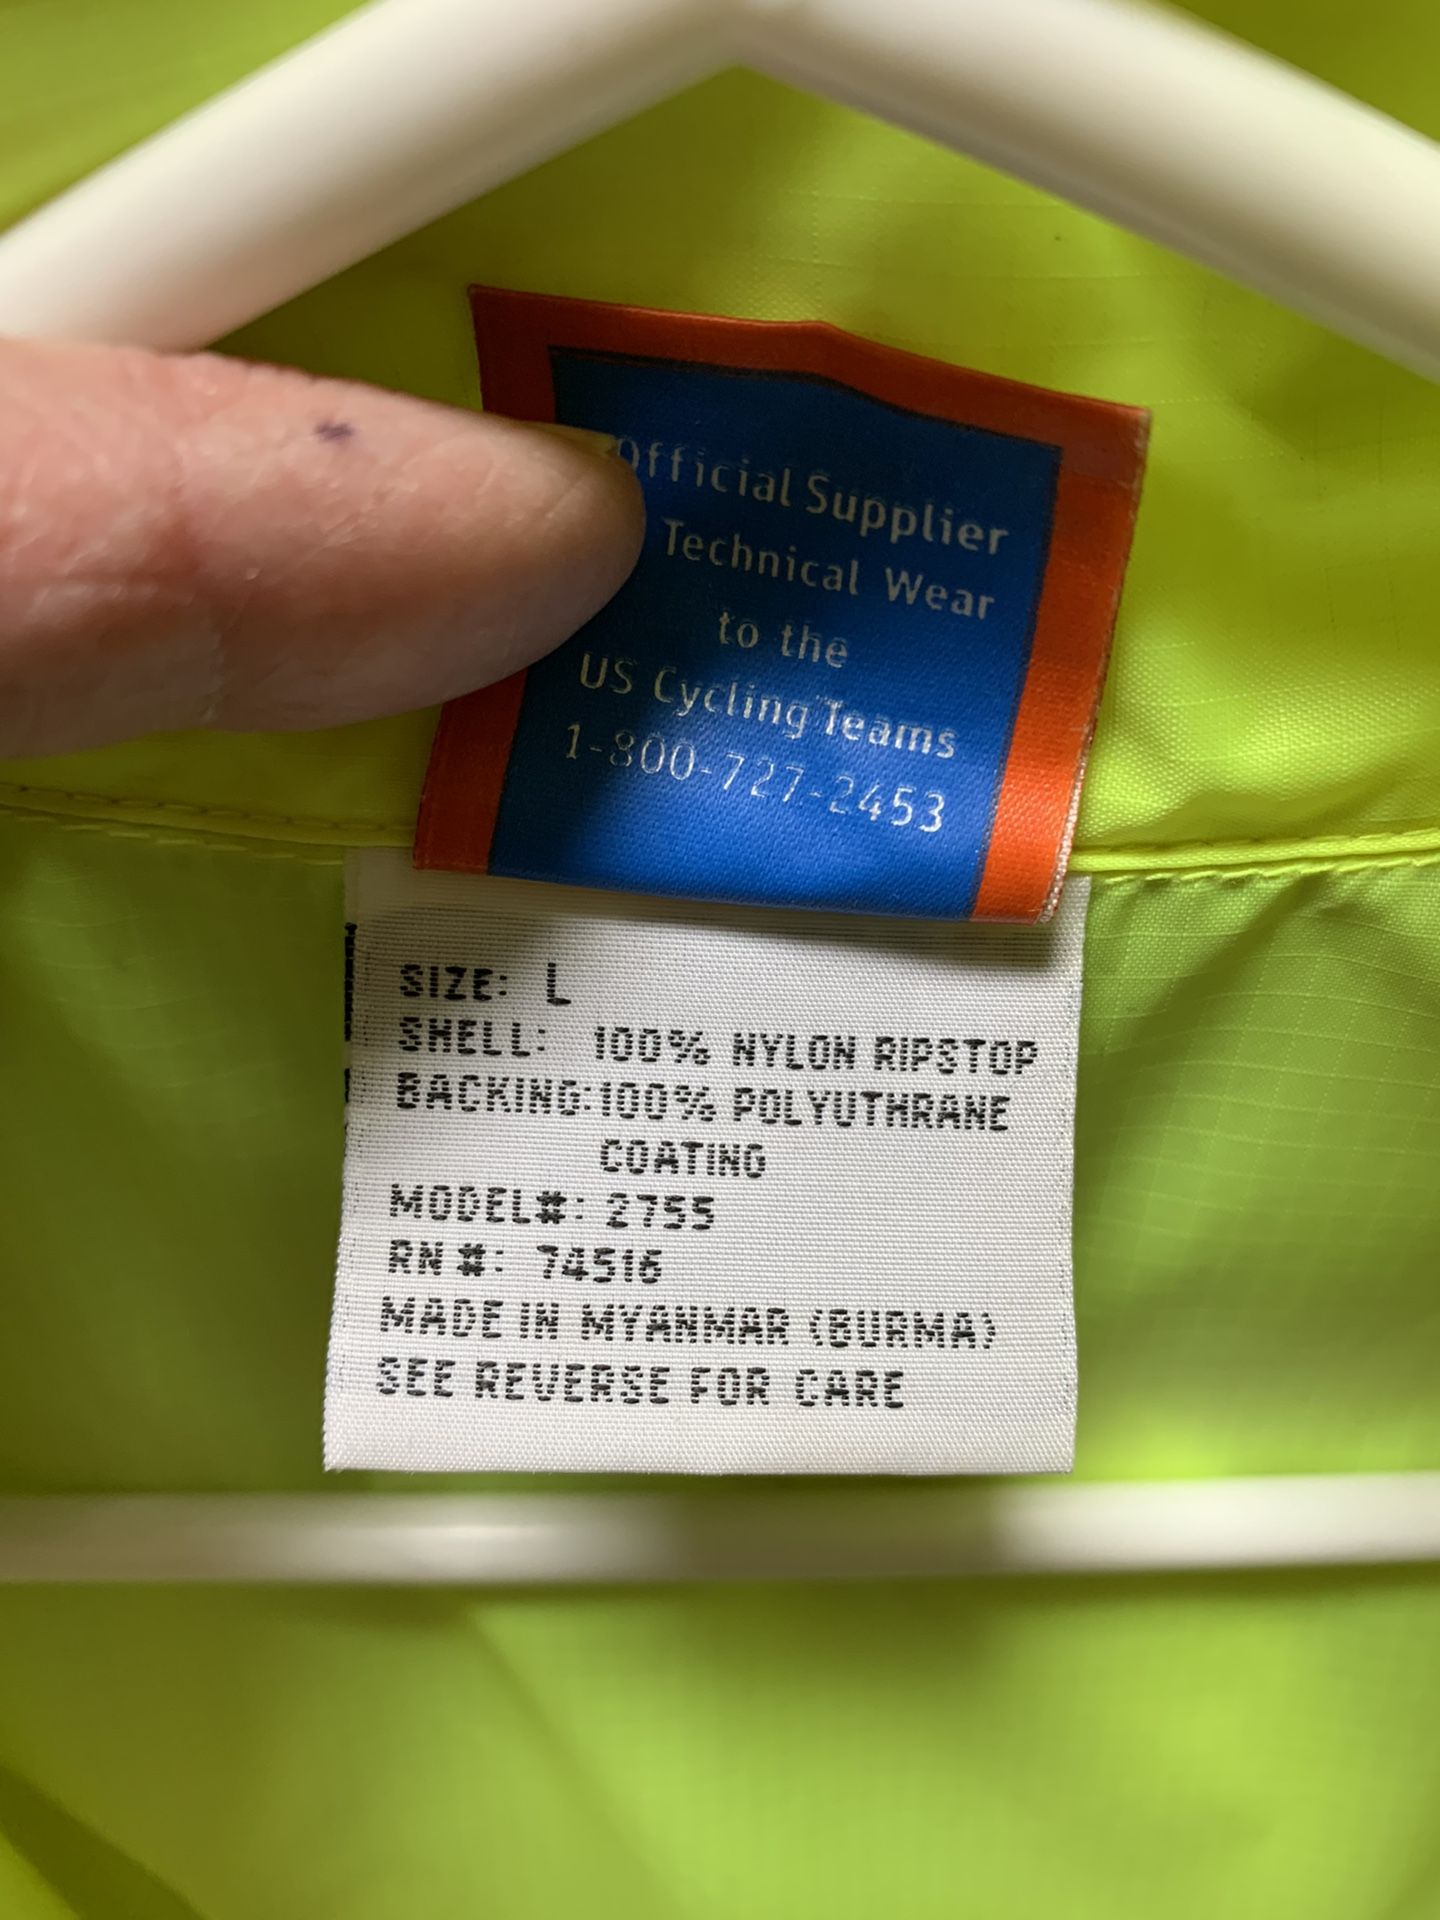 Official Supplier
Technical Wear
to the
US Cycling Teams
1-800-727-2453
SIZE: L
SHELL: 100% NYLON RIPSTOP
BACKING:100% POLYUTHRANE
COATING
MODEL#: 2755
RN #: 74516
MADE IN MYANMAR (BURMA)
SEE REVERSE FOR CARE